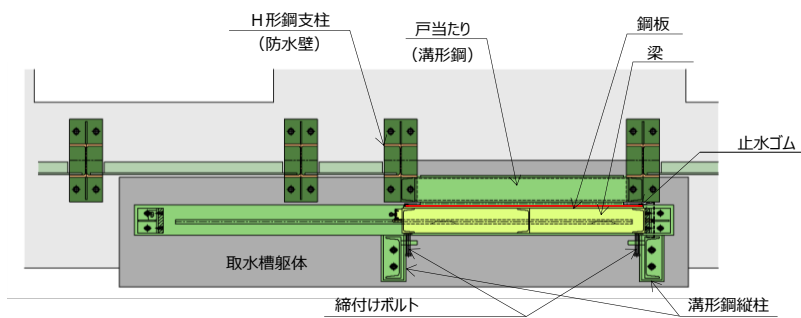 H形鋼支柱
（防水壁）
戸当たり
（溝形鋼）
鋼板
梁
止水ゴム
取水槽躯体
締付けボルト
溝形鋼縦柱